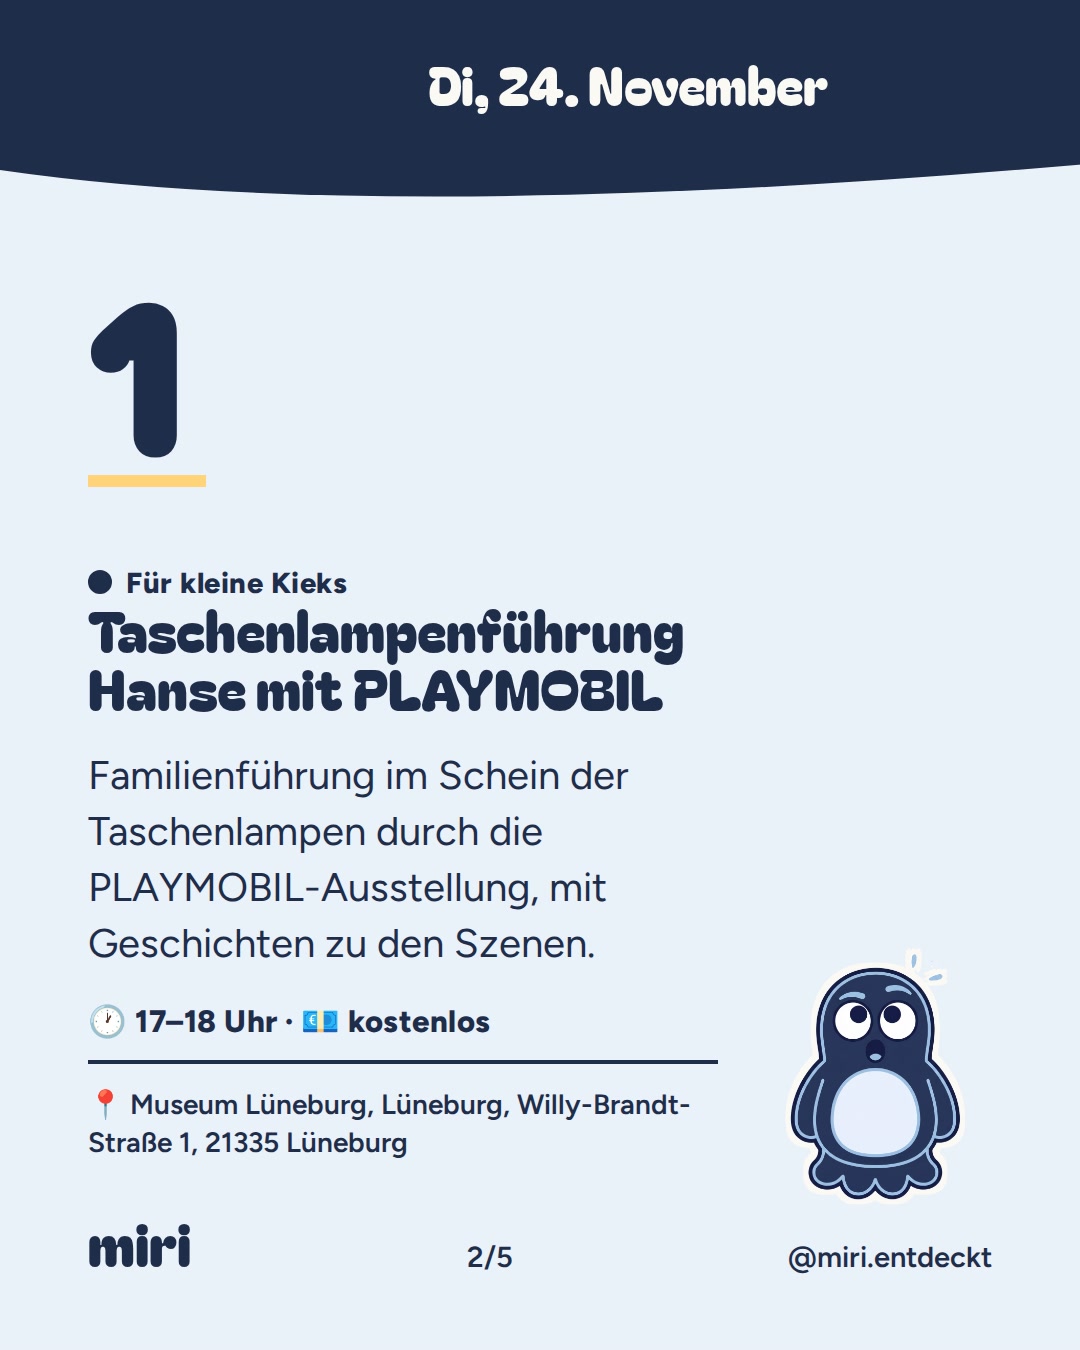 Di, 24. November
1
Für kleine Kieks
Taschenlampenführung
Hanse mit PLAYMOBIL
Familienführung im Schein der
Taschenlampen durch die
PLAYMOBIL-Ausstellung, mit
Geschichten zu den Szenen.
🕐 17–18 Uhr · 💶 kostenlos
📍 Museum Lüneburg, Lüneburg, Willy-Brandt-
Straße 1, 21335 Lüneburg
miri
2/5
@miri.entdeckt